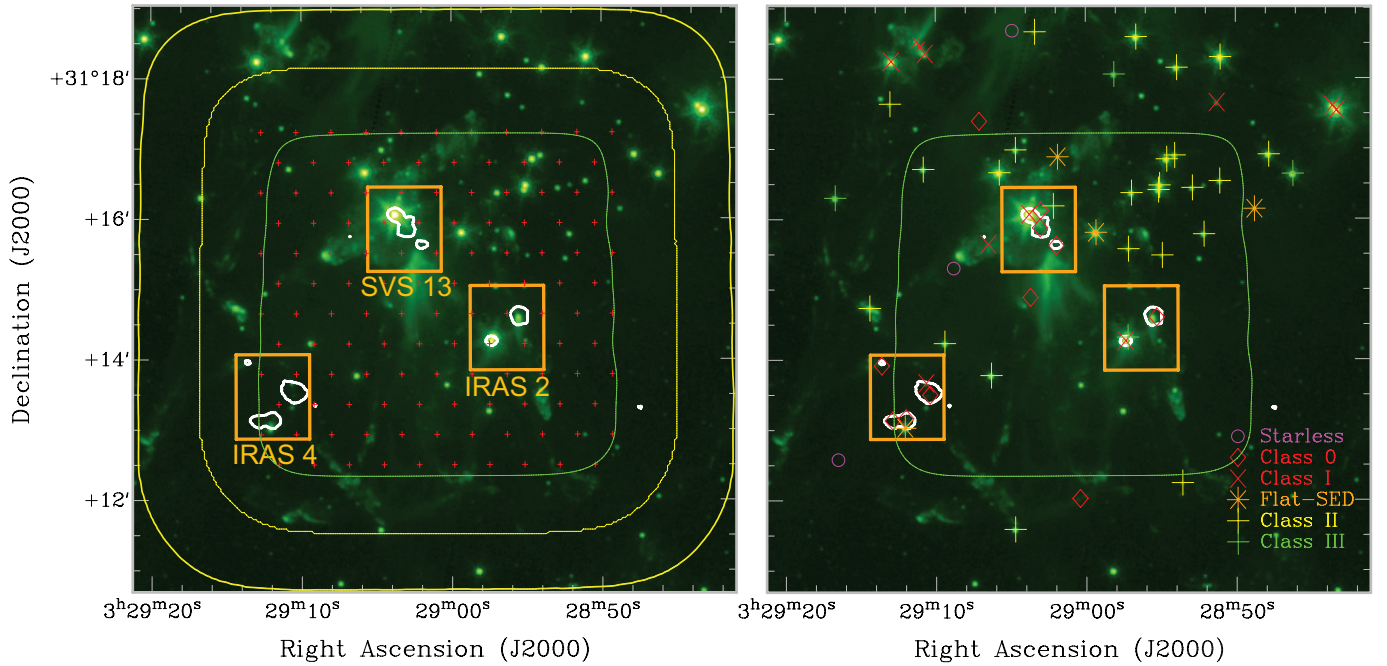 Declination (J2000)
+31°18′
+16′
+14′
+12′
SVS 13
IRAS 2
IRAS 4
3ʰ29ᵐ20ˢ
29ᵐ10ˢ
29ᵐ00ˢ
28ᵐ50ˢ
Right Ascension (J2000)
Starless
Class 0
Class I
Flat-SED
Class II
Class III
3ʰ29ᵐ20ˢ
29ᵐ10ˢ
29ᵐ00ˢ
28ᵐ50ˢ
Right Ascension (J2000)